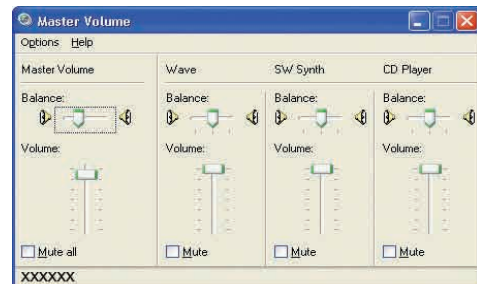 Master Volume
Options Help
Master Volume Wave SW Synth CD Player
Balance: Balance: Balance: Balance:
Volume: Volume: Volume: Volume:
Mute all Mute Mute Mute
XXXXXX